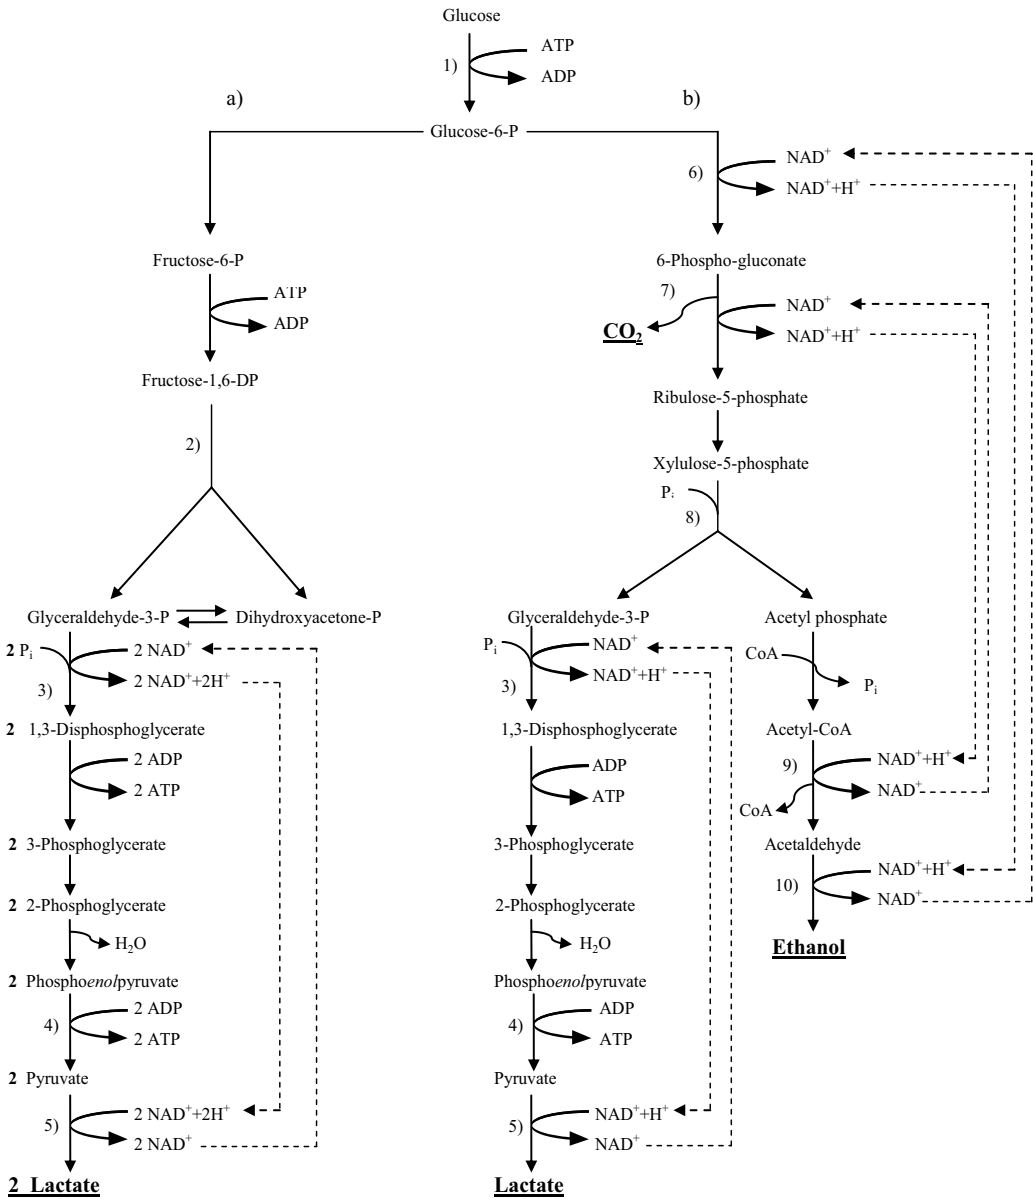 Glucose
1)
ATP
ADP
a)
b)
Glucose-6-P
6)
NAD⁺
NAD⁺+H⁺
Fructose-6-P
ATP
ADP
Fructose-1,6-DP
2)
6-Phospho-gluconate
7)
CO₂
NAD⁺
NAD⁺+H⁺
Ribulose-5-phosphate
Xylulose-5-phosphate
Pᵢ
8)
Glyceraldehyde-3-P
Dihydroxyacetone-P
2 Pᵢ
2 NAD⁺
3)
2 NAD⁺+2H⁺
2 1,3-Disphosphoglycerate
2 ADP
2 ATP
2 3-Phosphoglycerate
2 2-Phosphoglycerate
H₂O
2 Phosphoenolpyruvate
2 ADP
4)
2 ATP
2 Pyruvate
2 NAD⁺+2H⁺
5)
2 NAD⁺
2 Lactate
Glyceraldehyde-3-P
Pᵢ
NAD⁺
3)
NAD⁺+H⁺
1,3-Disphosphoglycerate
ADP
ATP
3-Phosphoglycerate
2-Phosphoglycerate
H₂O
Phosphoenolpyruvate
ADP
4)
ATP
Pyruvate
NAD⁺+H⁺
5)
NAD⁺
Lactate
Acetyl phosphate
CoA
Pᵢ
Acetyl-CoA
9)
NAD⁺+H⁺
CoA
NAD⁺
Acetaldehyde
10)
NAD⁺+H⁺
NAD⁺
Ethanol